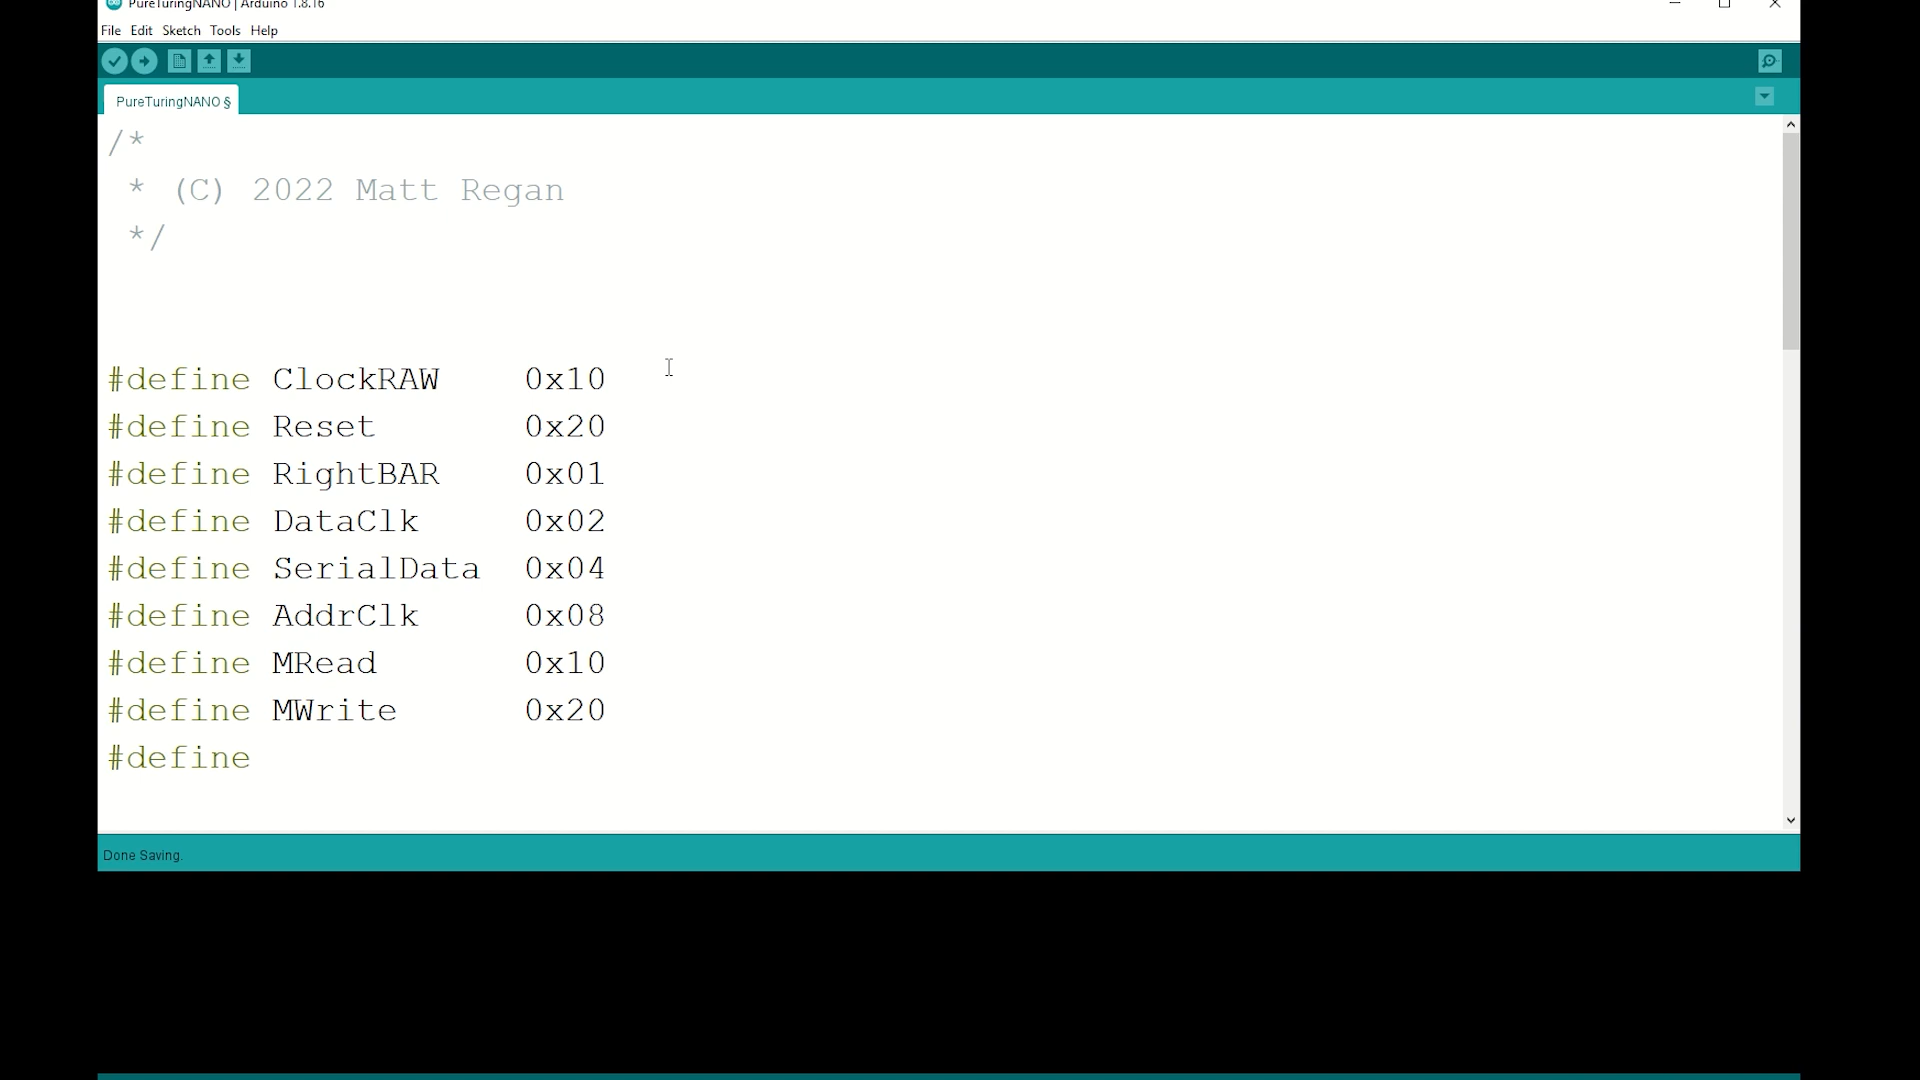 PureTuringNANO | Arduino 1.8.16
File Edit Sketch Tools Help
PureTuringNANO §
/*
 * (C) 2022 Matt Regan
 */
#define ClockRAW    0x10
#define Reset       0x20
#define RightBAR    0x01
#define DataClk     0x02
#define SerialData  0x04
#define AddrClk     0x08
#define MRead       0x10
#define MWrite      0x20
#define
Done Saving.